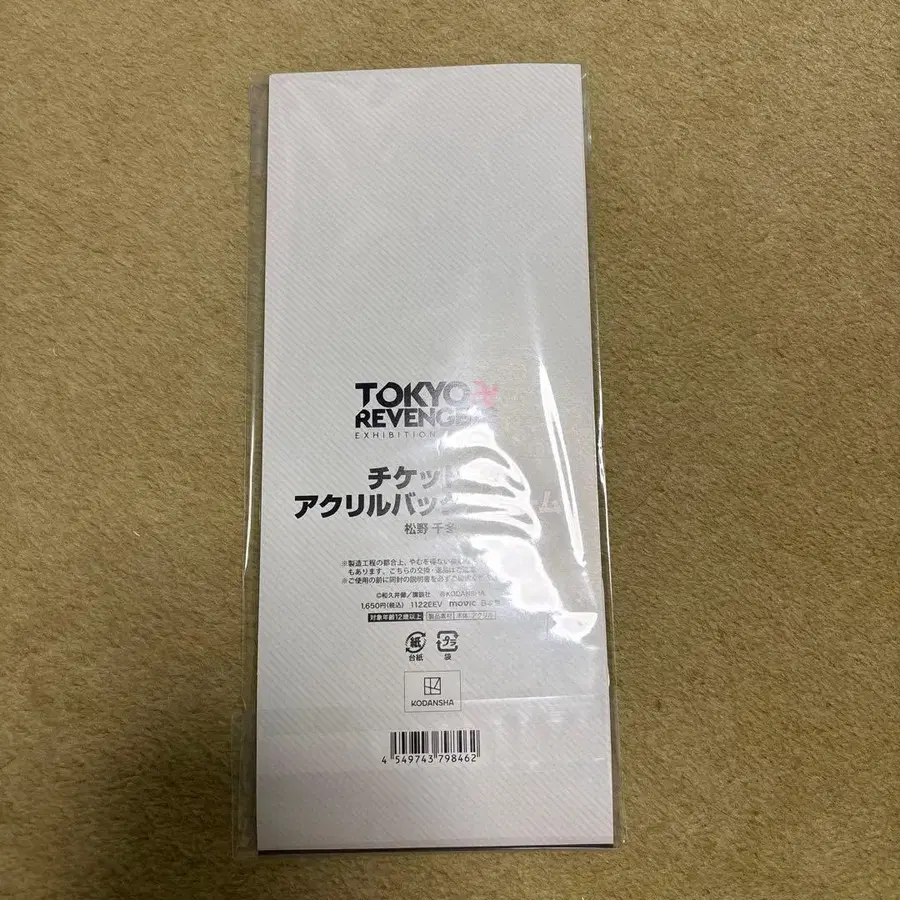 TOKYO
REVENGERS
EXHIBITION
チケット
アクリルバック
松野 千冬
※製造工程の都合上、やむを得ない
もあります。こちらの交換・返品は
※ご使用の前に同封の説明書を必ず
©和久井健/講談社 ©KODANSHA
1,650円(税込) 1122EEV movic
対象年齢12歳以上 製品素材 本体:アクリル
紙 プラ
台紙 袋
KODANSHA
4 549743 798462